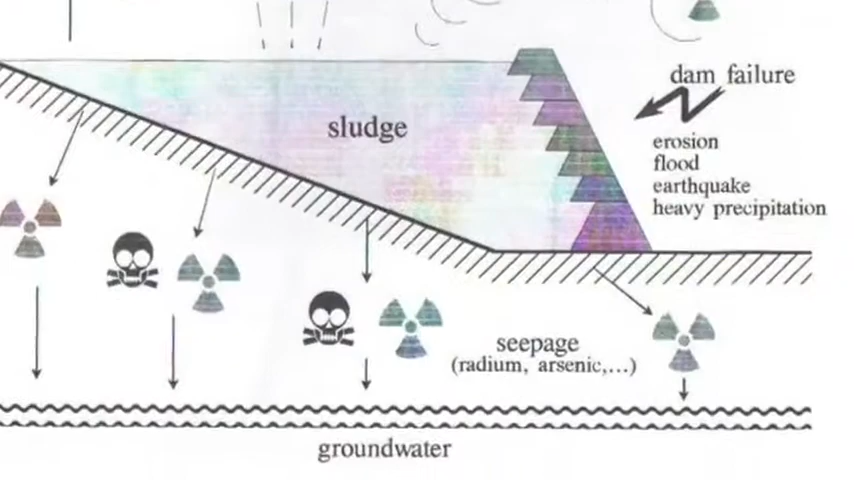 dam failure
sludge
erosion
flood
earthquake
heavy precipitation
seepage
(radium, arsenic,...)
groundwater